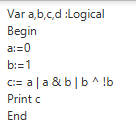 Var a,b,c,d :Logical
Begin
a:=0
b:=1
c:= a | a & b | b ^ !b
Print c
End